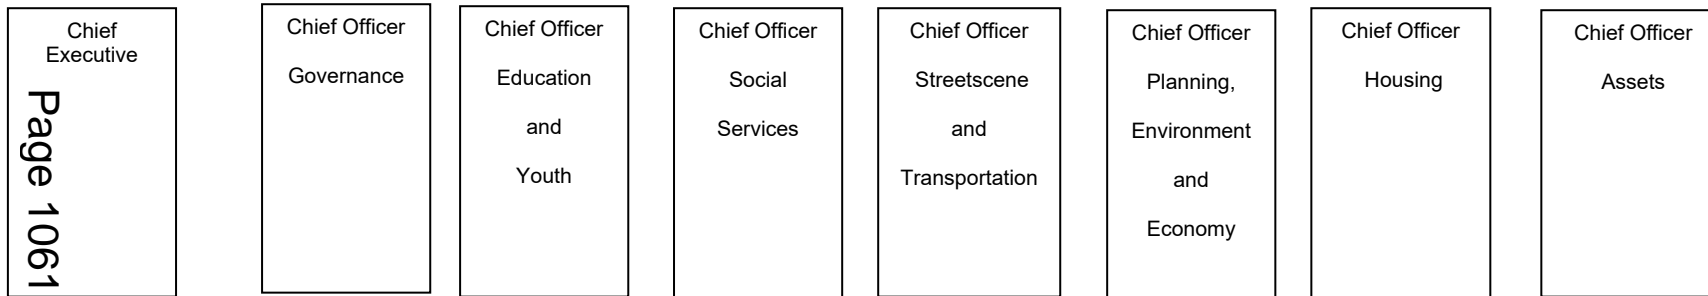 Chief
Executive
Page 1061
Chief Officer
Governance
Chief Officer
Education
and
Youth
Chief Officer
Social
Services
Chief Officer
Streetscene
and
Transportation
Chief Officer
Planning,
Environment
and
Economy
Chief Officer
Housing
Chief Officer
Assets